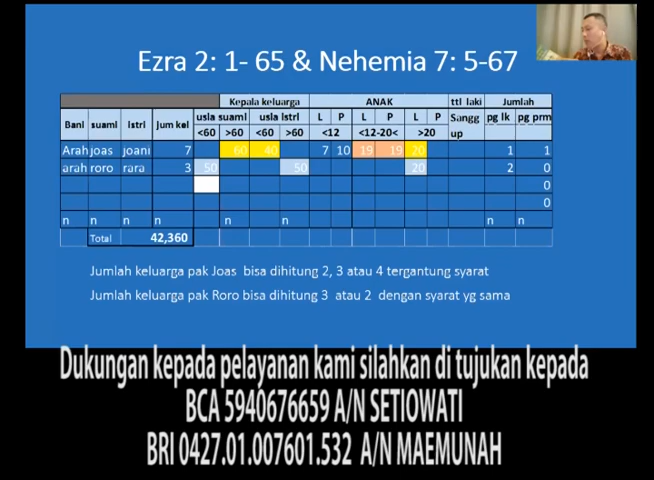 Ezra 2: 1- 65 & Nehemia 7: 5-67
Kepala keluarga ANAK ttl laki Jumlah
Bani suami istri jum kel usia suami usia istri L P L P L P Sangg up pg lk pg prm
<60 >60 <60 >60 <12 <12-20< >20
Arah joas joani 7 60 40 7 10 19 19 20 1 1
arah roro rara 3 50 50 20 2 0
0
0
n n n n n n n n
Total 42,360
Jumlah keluarga pak Joas bisa dihitung 2, 3 atau 4 tergantung syarat
Jumlah keluarga pak Roro bisa dihitung 3 atau 2 dengan syarat yg sama
Dukungan kepada pelayanan kami silahkan di tujukan kepada
BCA 5940676659 A/N SETIOWATI
BRI 0427.01.007601.532 A/N MAEMUNAH